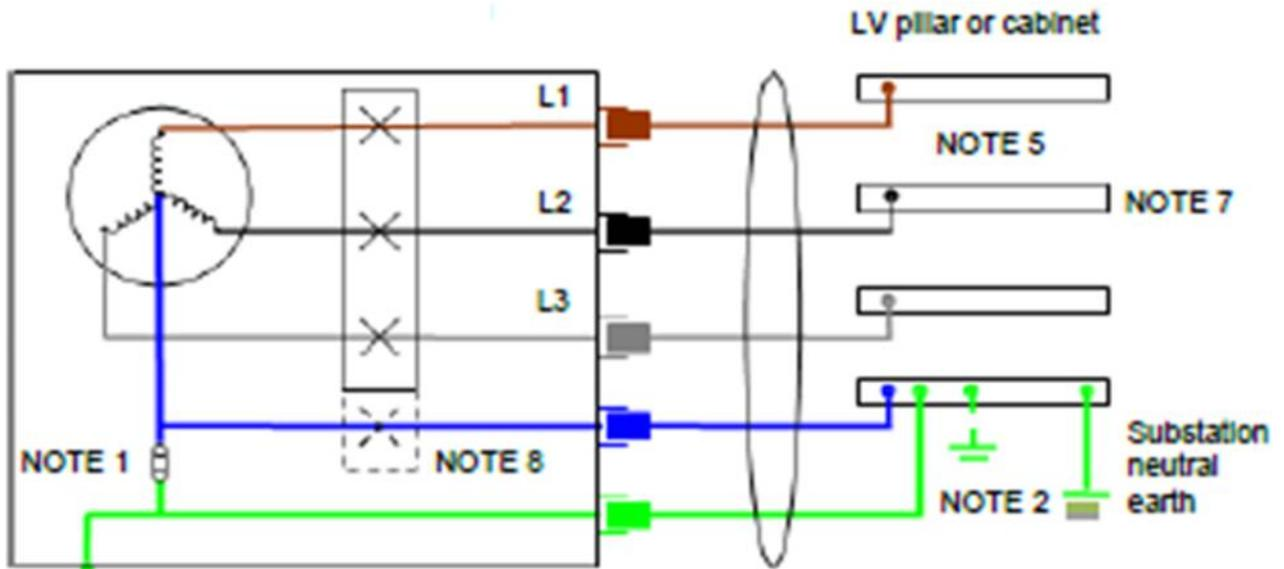 LV pillar or cabinet
L1
NOTE 5
L2
NOTE 7
L3
NOTE 1
NOTE 8
NOTE 2
Substation
neutral
earth